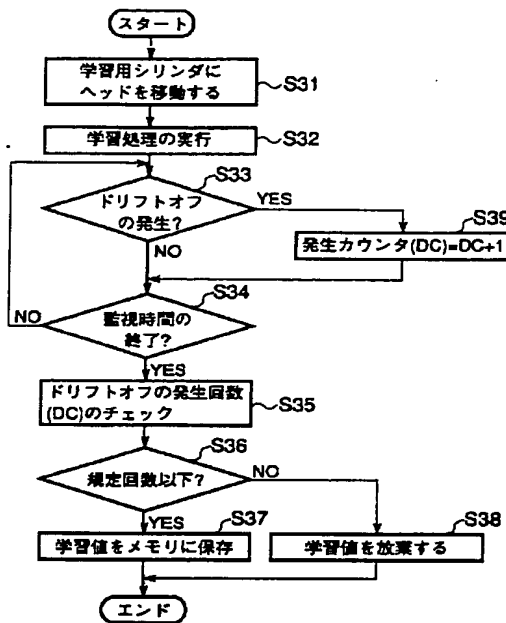 スタート
学習用シリンダに
ヘッドを移動する
S31
学習処理の実行
S32
S33
ドリフトオフ
の発生?
YES
NO
S39
発生カウンタ(DC)=DC+1
S34
監視時間の
終了?
NO
YES
ドリフトオフの発生回数
(DC)のチェック
S35
S36
規定回数以下?
NO
YES
S37
学習値をメモリに保存
S38
学習値を放棄する
エンド